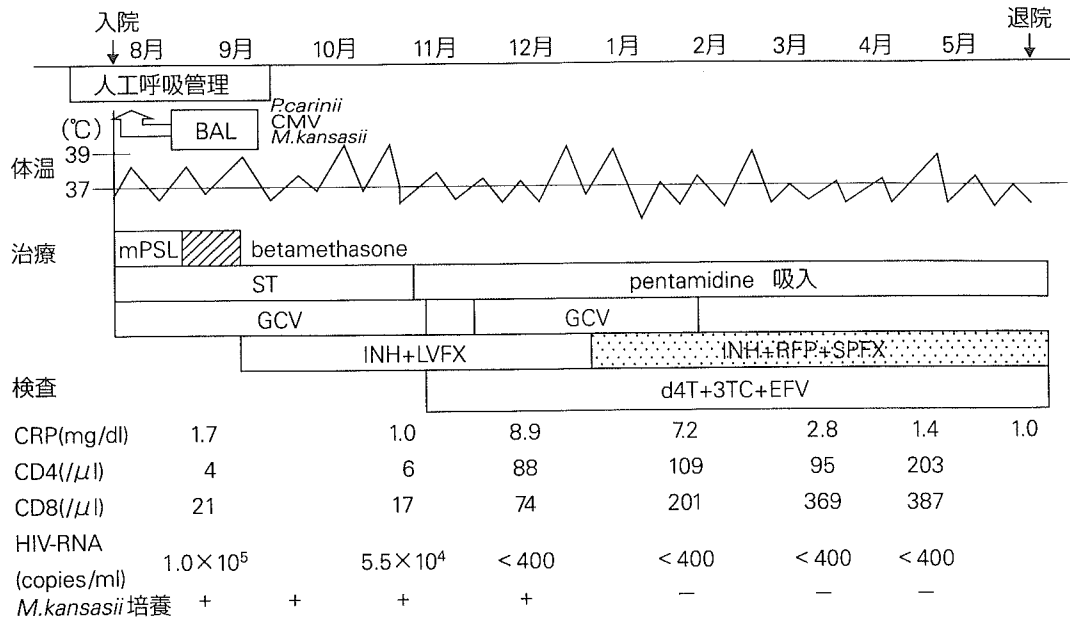 入院
退院
8月 9月 10月 11月 12月 1月 2月 3月 4月 5月
人工呼吸管理
P.carinii
(℃) BAL CMV
M.kansasii
39
体温
37
治療 mPSL betamethasone
ST pentamidine 吸入
GCV GCV
INH+LVFX INH+RFP+SPFX
検査 d4T+3TC+EFV
CRP(mg/dl) 1.7 1.0 8.9 7.2 2.8 1.4 1.0
CD4(/μl) 4 6 88 109 95 203
CD8(/μl) 21 17 74 201 369 387
HIV-RNA
(copies/ml) 1.0×10⁵ 5.5×10⁴ <400 <400 <400 <400
M.kansasii培養 + + + + − − −